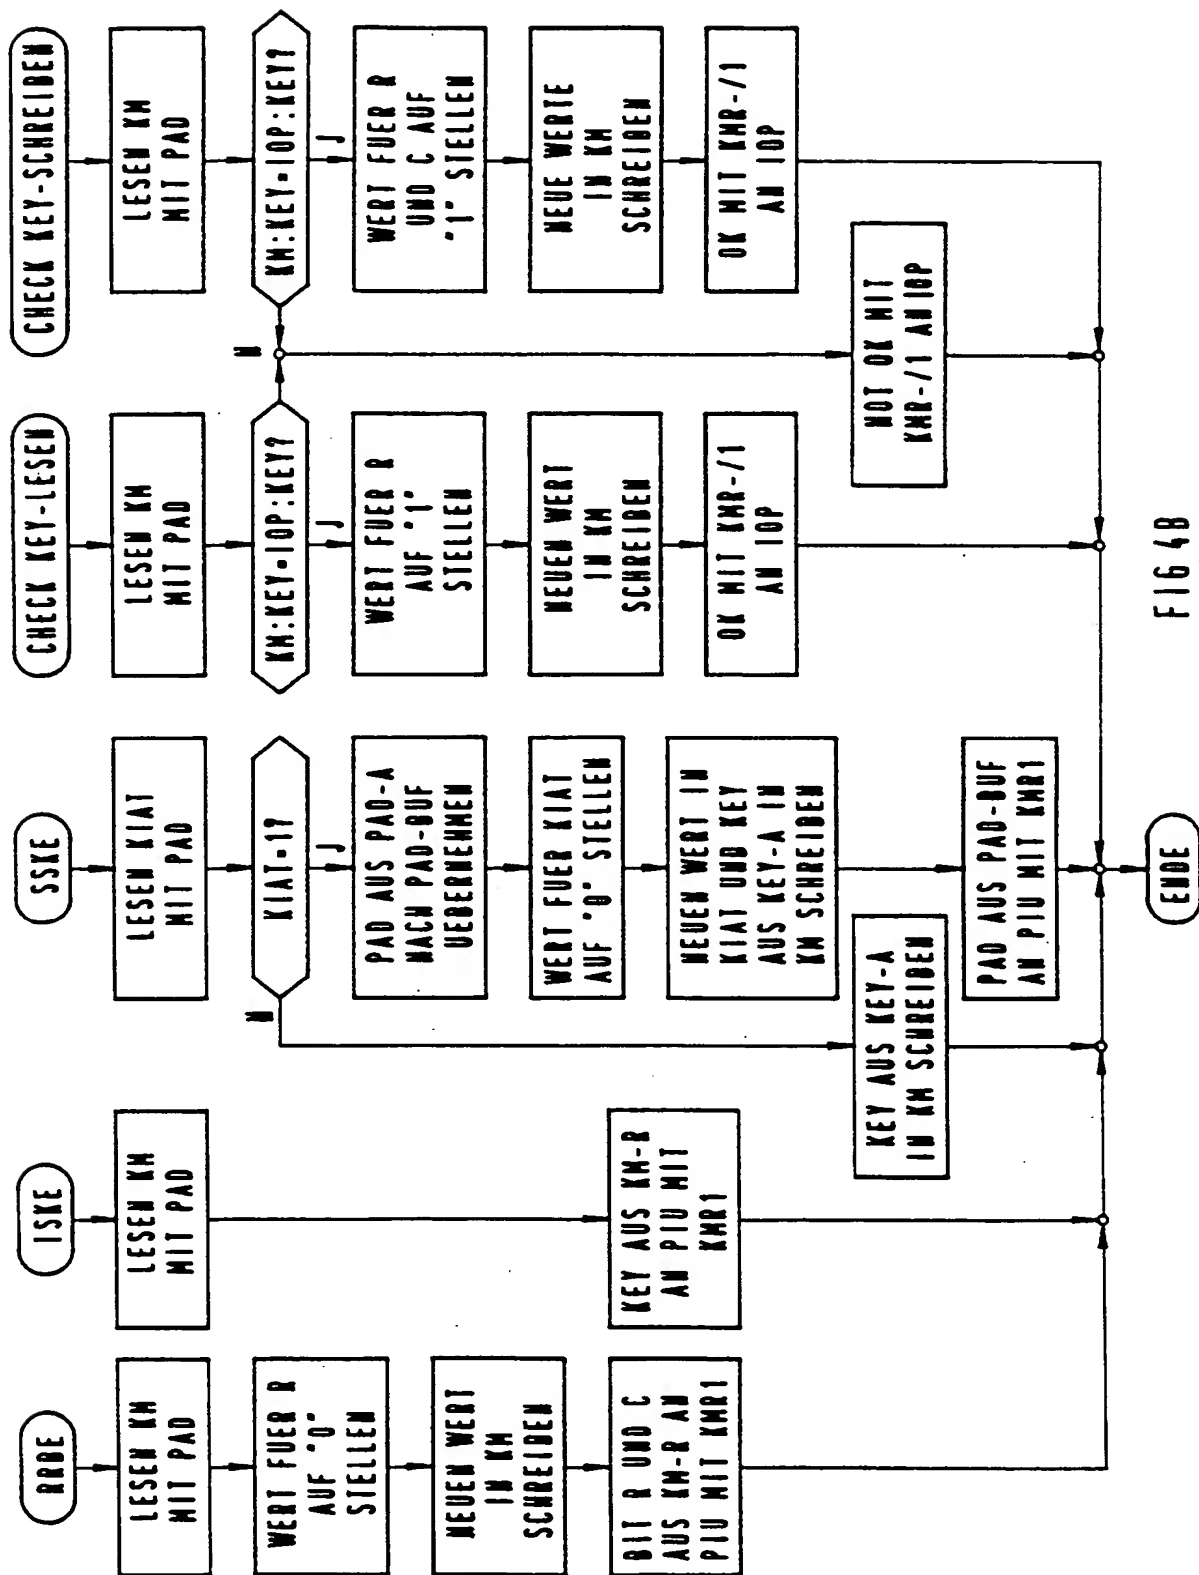 RRBE
LESEN KM
MIT PAD
WERT FUER R
AUF "0"
STELLEN
NEUEN WERT
IN KM
SCHREIBEN
BIT R UND C
AUS KM-R AN
PIU MIT KMR1
ISKE
LESEN KM
MIT PAD
KEY AUS KM-R
AN PIU MIT
KMR1
SSKE
LESEN KIAT
MIT PAD
KIAT=1?
N
J
PAD AUS PAD-A
NACH PAD-BUF
UEBERNEHMEN
WERT FUER KIAT
AUF "0" STELLEN
NEUEN WERT IN
KIAT UND KEY
AUS KEY-A IN
KM SCHREIBEN
KEY AUS KEY-A
IN KM SCHREIBEN
PAD AUS PAD-BUF
AN PIU MIT KMR1
ENDE
CHECK KEY-LESEN
LESEN KM
MIT PAD
KM:KEY=IOP:KEY?
J
WERT FUER R
AUF "1"
STELLEN
NEUEN WERT
IN KM
SCHREIBEN
OK MIT KMR-/1
AN IOP
N
NOT OK MIT
KMR-/1 AN IOP
CHECK KEY-SCHREIBEN
LESEN KM
MIT PAD
KM:KEY=IOP:KEY?
J
WERT FUER R
UND C AUF
"1" STELLEN
NEUE WERTE
IN KM
SCHREIBEN
OK MIT KMR-/1
AN IOP
FIG 4B